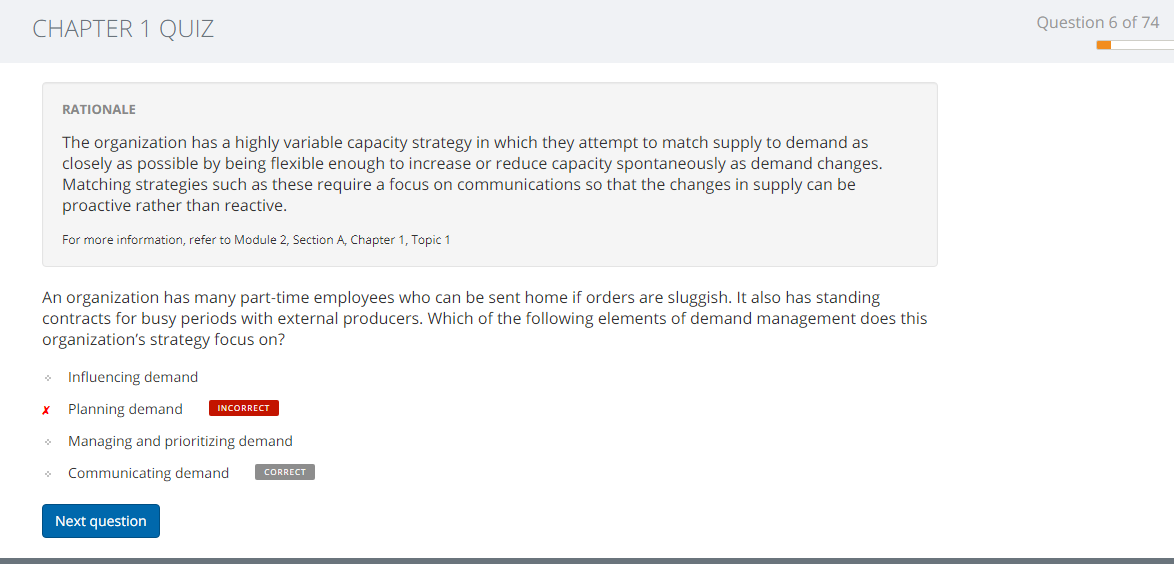 CHAPTER 1 QUIZ
Question 6 of 74
RATIONALE
The organization has a highly variable capacity strategy in which they attempt to match supply to demand as
closely as possible by being flexible enough to increase or reduce capacity spontaneously as demand changes.
Matching strategies such as these require a focus on communications so that the changes in supply can be
proactive rather than reactive.
For more information, refer to Module 2, Section A, Chapter 1, Topic 1
An organization has many part-time employees who can be sent home if orders are sluggish. It also has standing
contracts for busy periods with external producers. Which of the following elements of demand management does this
organization’s strategy focus on?
Influencing demand
✗ Planning demand INCORRECT
Managing and prioritizing demand
Communicating demand CORRECT
Next question